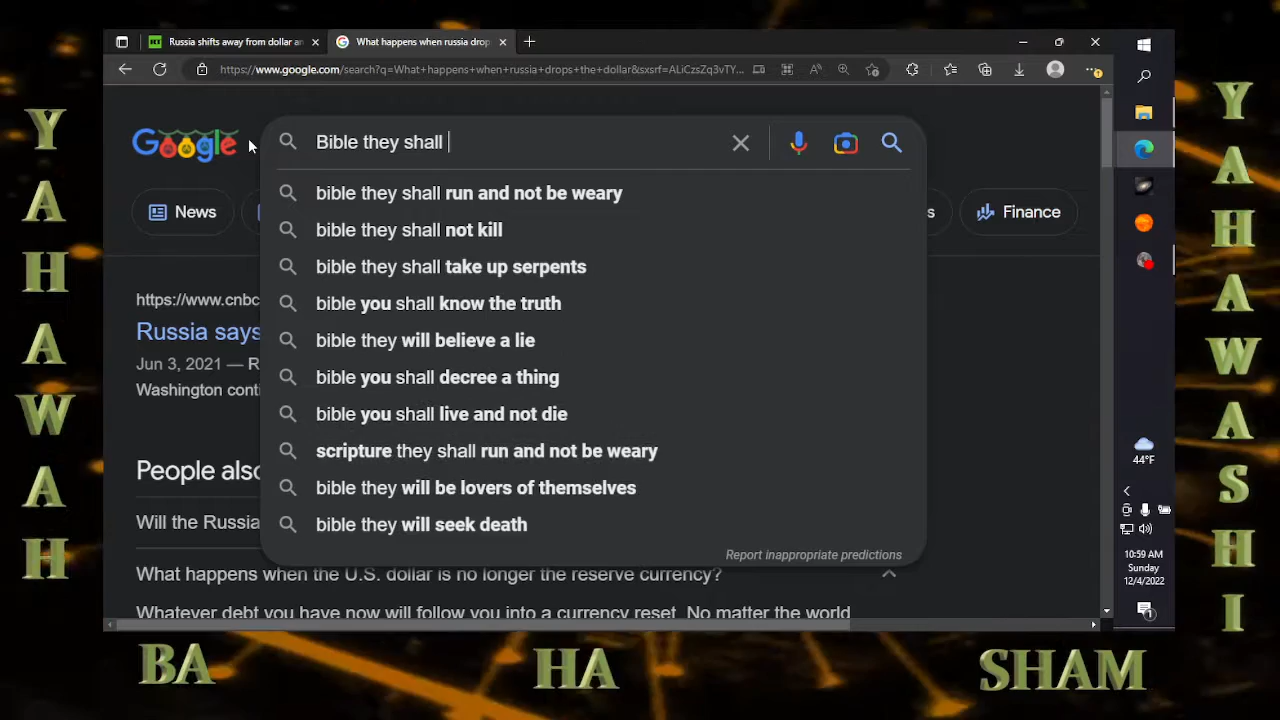 YAHAWAH
Russia shifts away from dollar an
What happens when russia drop
https://www.google.com/search?q=What+happens+when+russia+drops+the+dollar&sxsrf=ALiCzsZq3vTY...
Google
Bible they shall
bible they shall run and not be weary
bible they shall not kill
bible they shall take up serpents
bible you shall know the truth
bible they will believe a lie
bible you shall decree a thing
bible you shall live and not die
scripture they shall run and not be weary
bible they will be lovers of themselves
bible they will seek death
Report inappropriate predictions
News
s
Finance
https://www.cnbc
Russia says
Jun 3, 2021 — R
Washington conti
People also
Will the Russia
What happens when the U.S. dollar is no longer the reserve currency?
Whatever debt you have now will follow you into a currency reset. No matter the world
44°F
10:59 AM
Sunday
12/4/2022
1
YAHAWASHI
BA HA SHAM